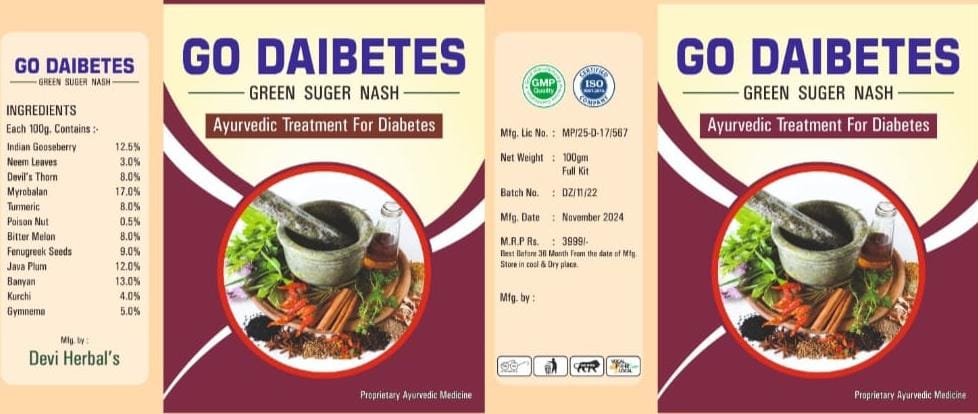 GO DAIBETES
GREEN SUGER NASH
INGREDIENTS
Each 100g. Contains :-
Indian Gooseberry 12.5%
Neem Leaves 3.0%
Devil's Thorn 8.0%
Myrobalan 17.0%
Turmeric 8.0%
Poison Nut 0.5%
Bitter Melon 8.0%
Fenugreek Seeds 9.0%
Java Plum 12.0%
Banyan 13.0%
Kurchi 4.0%
Gymnema 5.0%
Mfg. by :
Devi Herbal's
GO DAIBETES
GREEN SUGER NASH
Ayurvedic Treatment For Diabetes
Proprietary Ayurvedic Medicine
GMP
Quality
CERTIFIED
ISO
COMPANY
Mfg. Lic No. : MP/25-D-17/567
Net Weight : 100gm
Full Kit
Batch No. : DZ/11/22
Mfg. Date : November 2024
M.R.P Rs. : 3999/-
Best Before 36 Month From the date of Mfg.
Store in cool & Dry place.
Mfg. by :
GO DAIBETES
GREEN SUGER NASH
Ayurvedic Treatment For Diabetes
Proprietary Ayurvedic Medicine